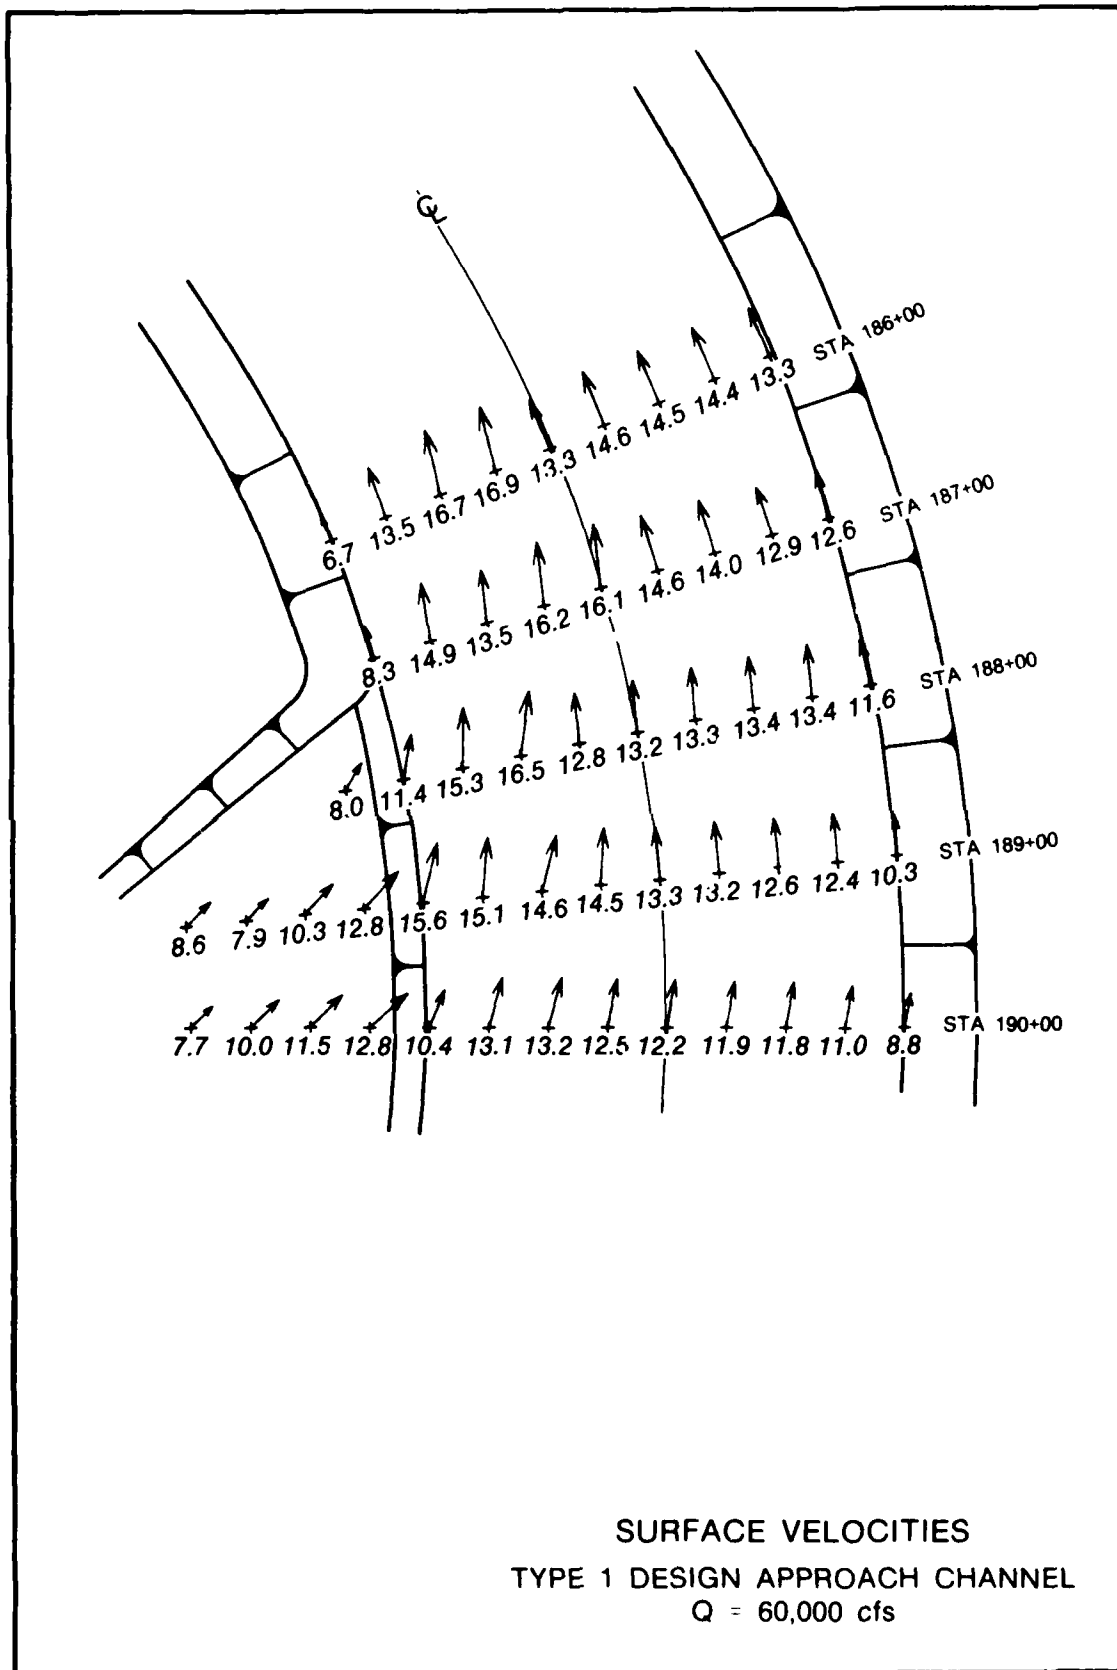 CL
STA 186+00
6.7 13.5 16.7 16.9 13.3 14.6 14.5 14.4 13.3
STA 187+00
8.3 14.9 13.5 16.2 16.1 14.6 14.0 12.9 12.6
STA 188+00
8.0 11.4 15.3 16.5 12.8 13.2 13.3 13.4 13.4 11.6
STA 189+00
8.6 7.9 10.3 12.8 15.6 15.1 14.6 14.5 13.3 13.2 12.6 12.4 10.3
STA 190+00
7.7 10.0 11.5 12.8 10.4 13.1 13.2 12.5 12.2 11.9 11.8 11.0 8.8
SURFACE VELOCITIES
TYPE 1 DESIGN APPROACH CHANNEL
Q = 60,000 cfs